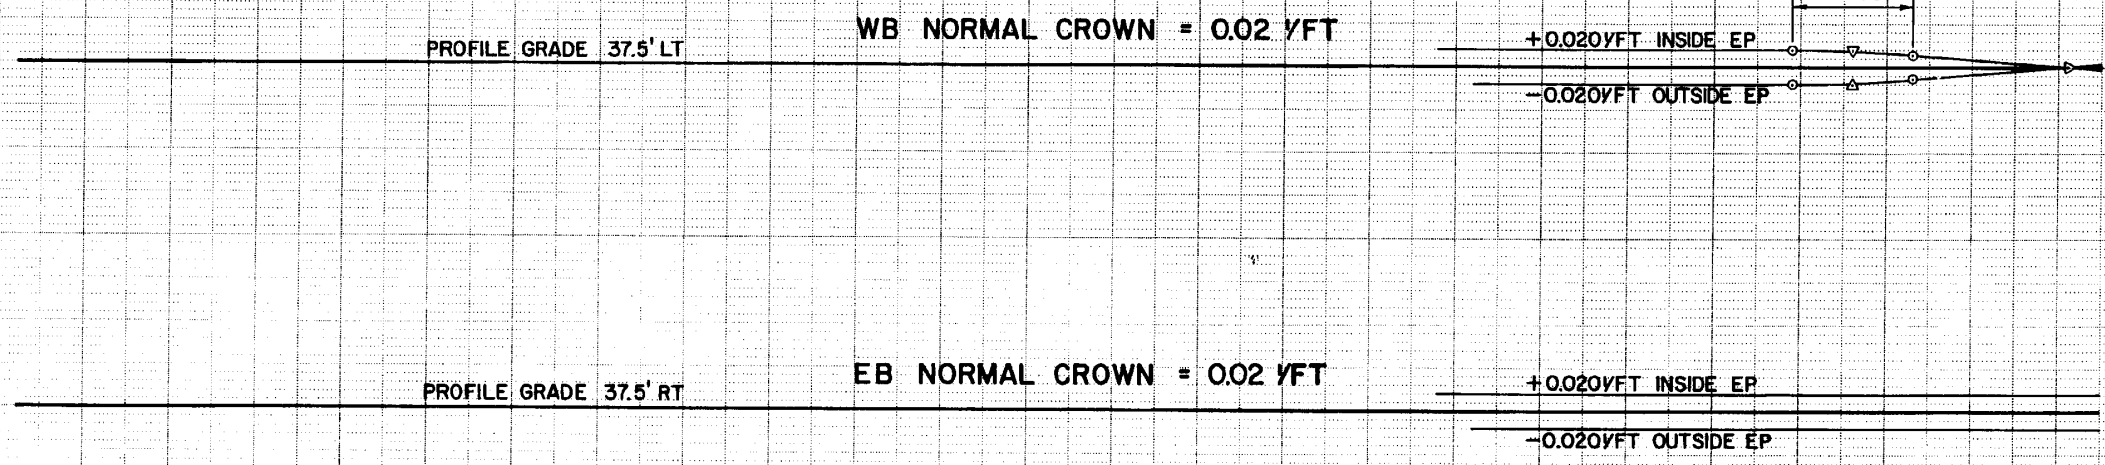 WB NORMAL CROWN = 0.02 '/FT
PROFILE GRADE 37.5' LT
+0.020'/FT INSIDE EP
-0.020'/FT OUTSIDE EP
EB NORMAL CROWN = 0.02 '/FT
PROFILE GRADE 37.5' RT
+0.020'/FT INSIDE EP
-0.020'/FT OUTSIDE EP